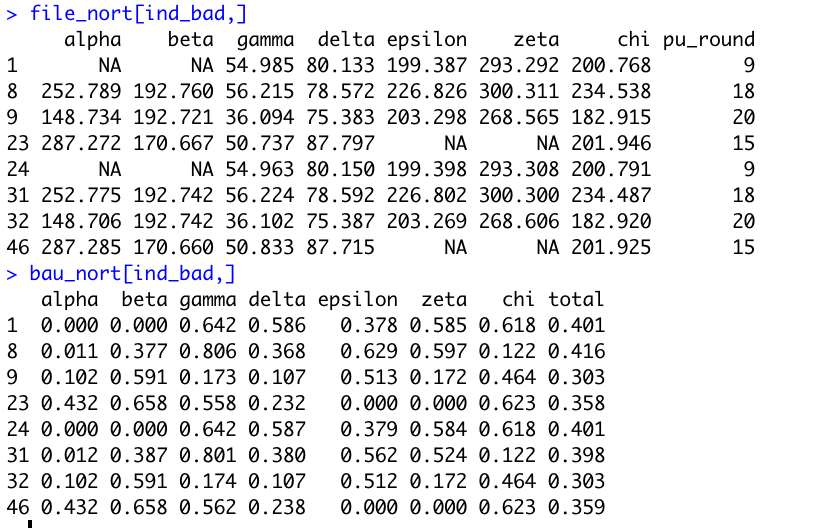 > file_nort[ind_bad,]
alpha beta gamma delta epsilon zeta chi pu_round
1 NA NA 54.985 80.133 199.387 293.292 200.768 9
8 252.789 192.760 56.215 78.572 226.826 300.311 234.538 18
9 148.734 192.721 36.094 75.383 203.298 268.565 182.915 20
23 287.272 170.667 50.737 87.797 NA NA 201.946 15
24 NA NA 54.963 80.150 199.398 293.308 200.791 9
31 252.775 192.742 56.224 78.592 226.802 300.300 234.487 18
32 148.706 192.742 36.102 75.387 203.269 268.606 182.920 20
46 287.285 170.660 50.833 87.715 NA NA 201.925 15
> bau_nort[ind_bad,]
alpha beta gamma delta epsilon zeta chi total
1 0.000 0.000 0.642 0.586 0.378 0.585 0.618 0.401
8 0.011 0.377 0.806 0.368 0.629 0.597 0.122 0.416
9 0.102 0.591 0.173 0.107 0.513 0.172 0.464 0.303
23 0.432 0.658 0.558 0.232 0.000 0.000 0.623 0.358
24 0.000 0.000 0.642 0.587 0.379 0.584 0.618 0.401
31 0.012 0.387 0.801 0.380 0.562 0.524 0.122 0.398
32 0.102 0.591 0.174 0.107 0.512 0.172 0.464 0.303
46 0.432 0.658 0.562 0.238 0.000 0.000 0.623 0.359